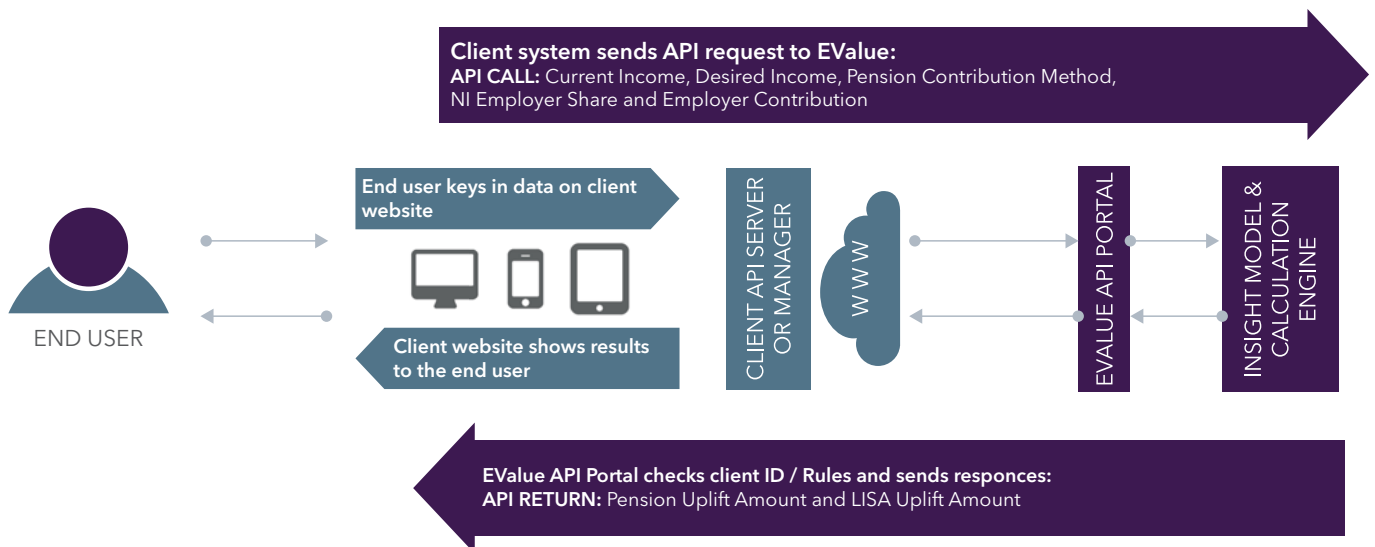 Client system sends API request to EValue:
API CALL: Current Income, Desired Income, Pension Contribution Method,
NI Employer Share and Employer Contribution
End user keys in data on client
website
END USER
Client website shows results
to the end user
CLIENT API SERVER
OR MANAGER
WWW
EVALUE API PORTAL
INSIGHT MODEL &
CALCULATION
ENGINE
EValue API Portal checks client ID / Rules and sends responces:
API RETURN: Pension Uplift Amount and LISA Uplift Amount